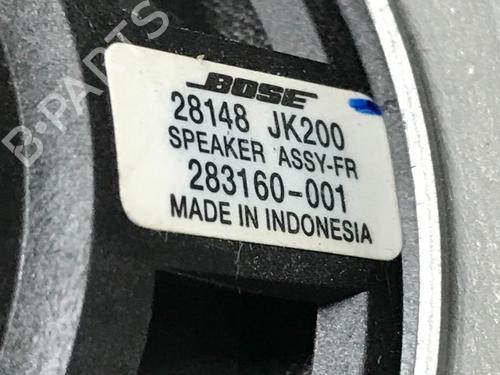 BOSE
28148 JK200
SPEAKER ASSY-FR
283160-001
MADE IN INDONESIA
B-PARTS